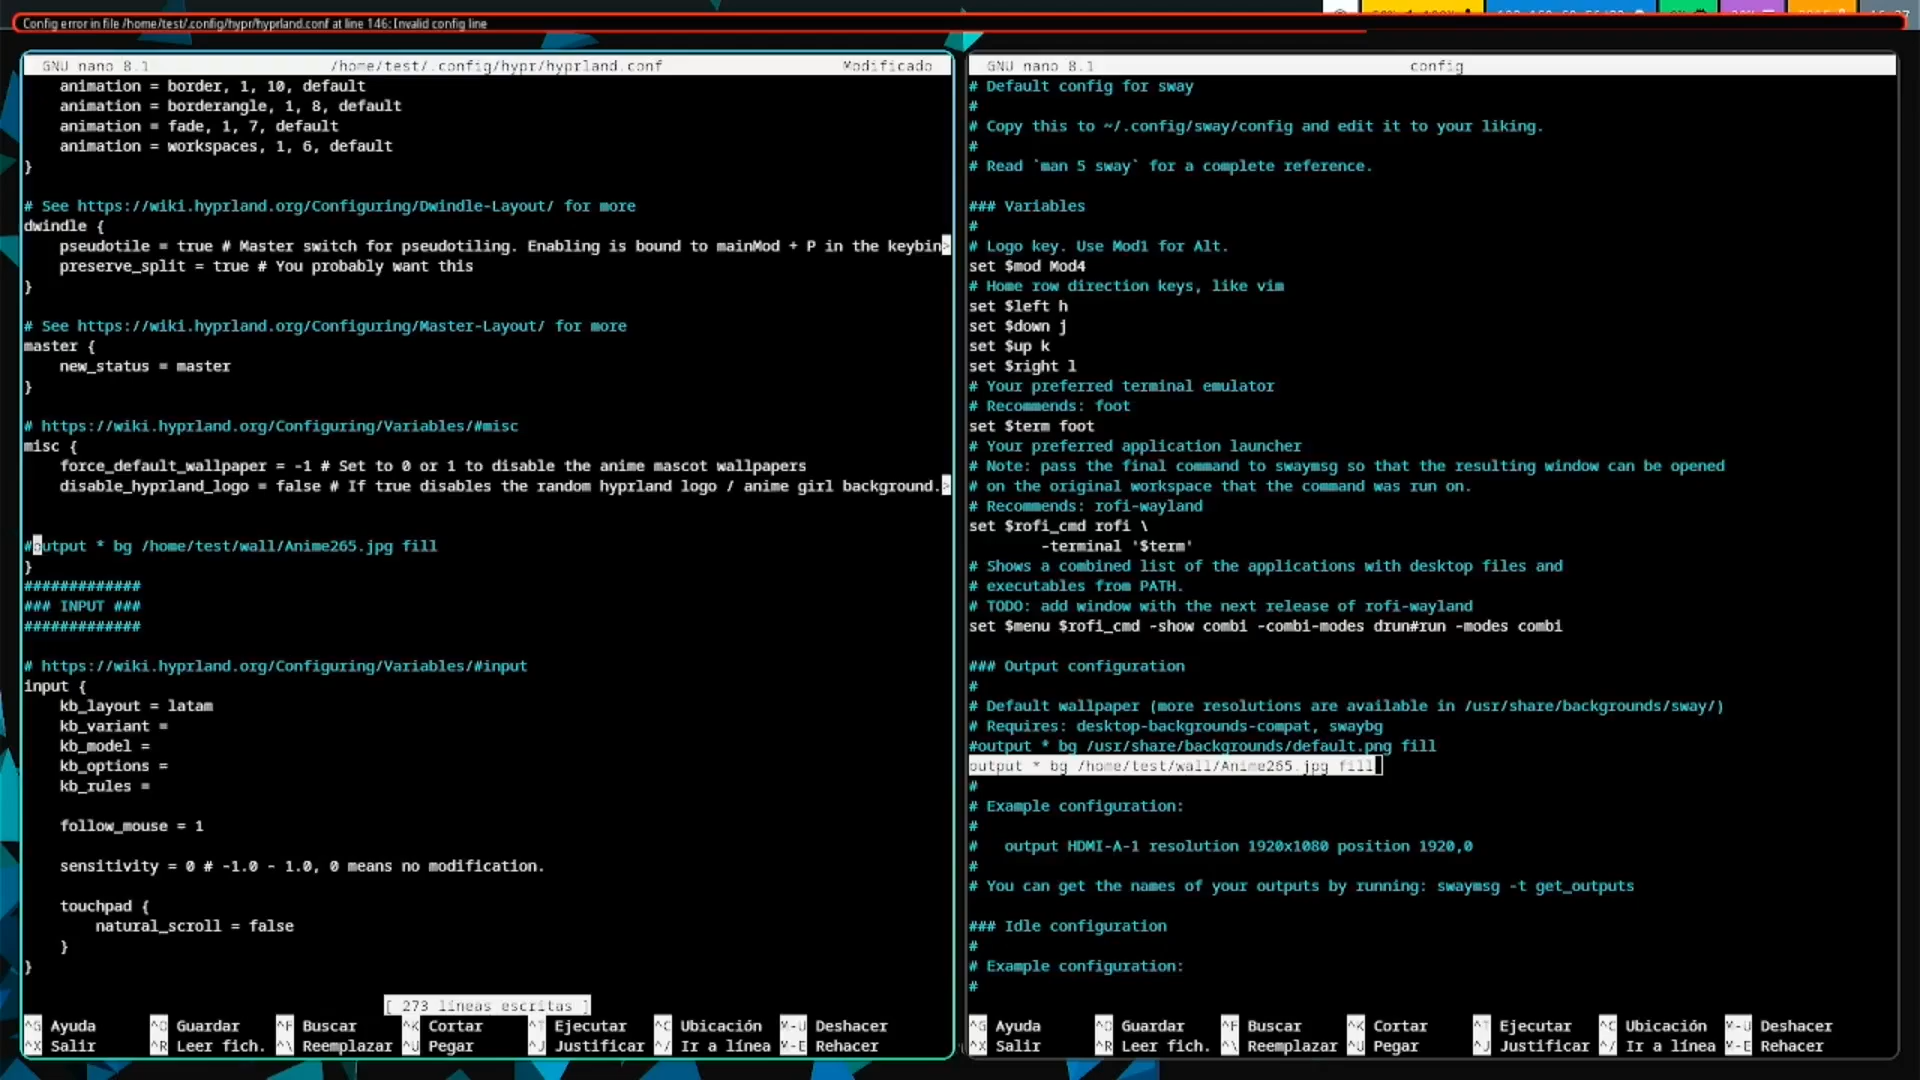 Config error in file /home/test/.config/hypr/hyprland.conf at line 146: Invalid config line
GNU nano 8.1 /home/test/.config/hypr/hyprland.conf Modificado
animation = border, 1, 10, default
animation = borderangle, 1, 8, default
animation = fade, 1, 7, default
animation = workspaces, 1, 6, default
}
# See https://wiki.hyprland.org/Configuring/Dwindle-Layout/ for more
dwindle {
pseudotile = true # Master switch for pseudotiling. Enabling is bound to mainMod + P in the keybin>
preserve_split = true # You probably want this
}
# See https://wiki.hyprland.org/Configuring/Master-Layout/ for more
master {
new_status = master
}
# https://wiki.hyprland.org/Configuring/Variables/#misc
misc {
force_default_wallpaper = -1 # Set to 0 or 1 to disable the anime mascot wallpapers
disable_hyprland_logo = false # If true disables the random hyprland logo / anime girl background.>
#output * bg /home/test/wall/Anime265.jpg fill
}
#############
### INPUT ###
#############
# https://wiki.hyprland.org/Configuring/Variables/#input
input {
kb_layout = latam
kb_variant =
kb_model =
kb_options =
kb_rules =
follow_mouse = 1
sensitivity = 0 # -1.0 - 1.0, 0 means no modification.
touchpad {
natural_scroll = false
}
}
[ 273 líneas escritas ]
^G Ayuda ^O Guardar ^F Buscar ^K Cortar ^T Ejecutar ^C Ubicación M-U Deshacer
^X Salir ^R Leer fich. ^\ Reemplazar ^U Pegar ^J Justificar ^/ Ir a línea M-E Rehacer
GNU nano 8.1 config
# Default config for sway
#
# Copy this to ~/.config/sway/config and edit it to your liking.
#
# Read `man 5 sway` for a complete reference.
### Variables
#
# Logo key. Use Mod1 for Alt.
set $mod Mod4
# Home row direction keys, like vim
set $left h
set $down j
set $up k
set $right l
# Your preferred terminal emulator
# Recommends: foot
set $term foot
# Your preferred application launcher
# Note: pass the final command to swaymsg so that the resulting window can be opened
# on the original workspace that the command was run on.
# Recommends: rofi-wayland
set $rofi_cmd rofi \
-terminal '$term'
# Shows a combined list of the applications with desktop files and
# executables from PATH.
# TODO: add window with the next release of rofi-wayland
set $menu $rofi_cmd -show combi -combi-modes drun#run -modes combi
### Output configuration
#
# Default wallpaper (more resolutions are available in /usr/share/backgrounds/sway/)
# Requires: desktop-backgrounds-compat, swaybg
#output * bg /usr/share/backgrounds/default.png fill
output * bg /home/test/wall/Anime265.jpg fill
#
# Example configuration:
#
# output HDMI-A-1 resolution 1920x1080 position 1920,0
#
# You can get the names of your outputs by running: swaymsg -t get_outputs
### Idle configuration
#
# Example configuration:
#
^G Ayuda ^O Guardar ^F Buscar ^K Cortar ^T Ejecutar ^C Ubicación M-U Deshacer
^X Salir ^R Leer fich. ^\ Reemplazar ^U Pegar ^J Justificar ^/ Ir a línea M-E Rehacer